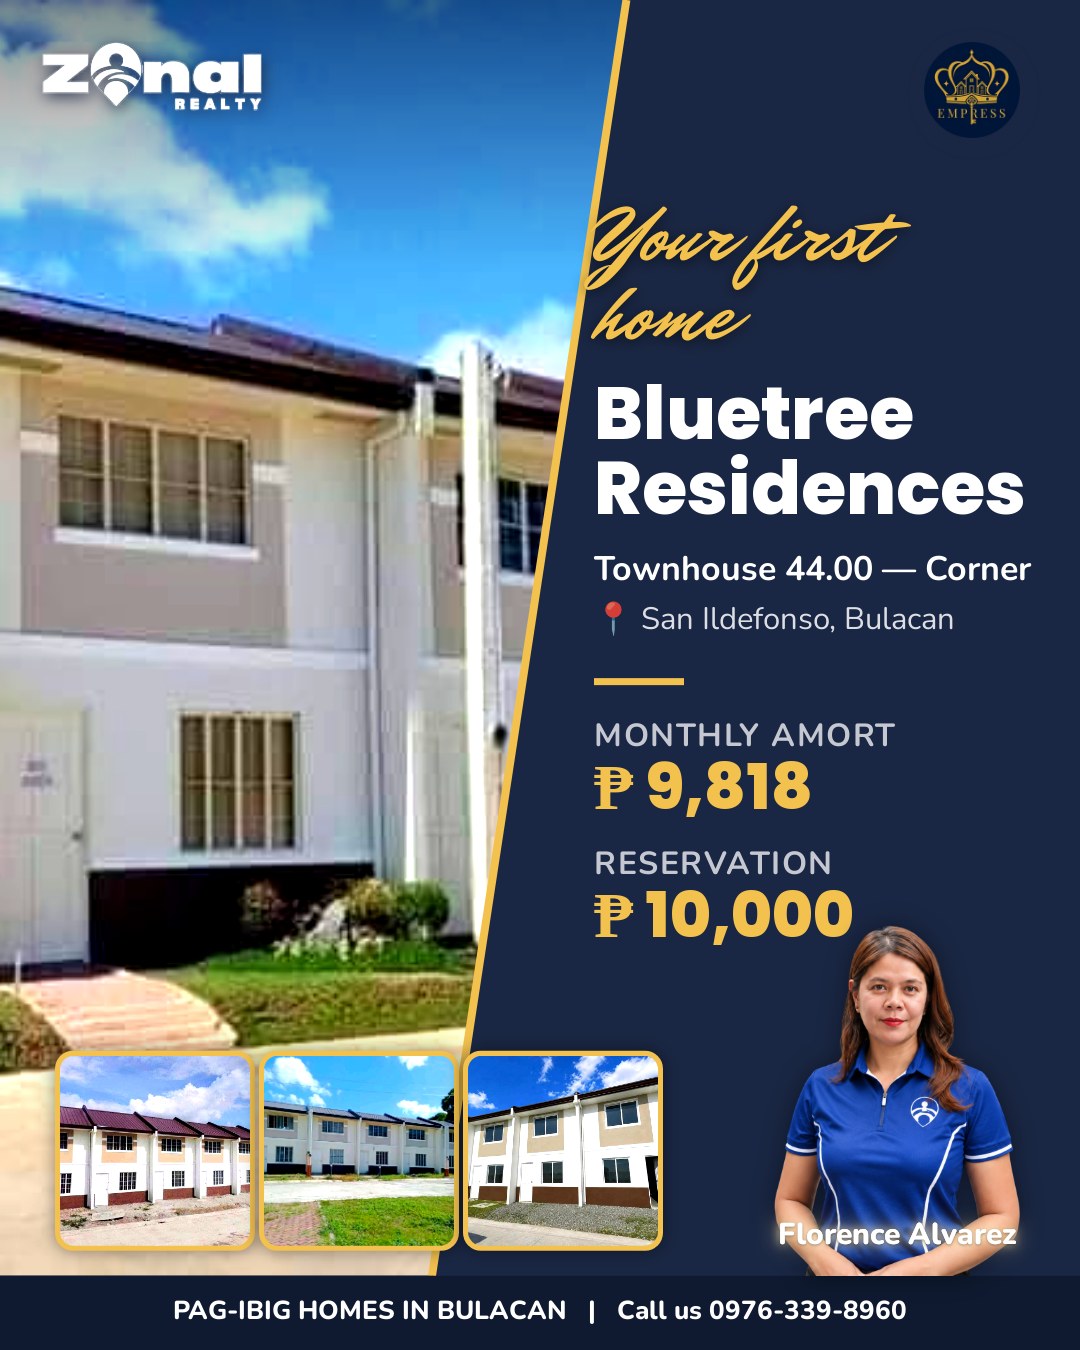 Zonal
REALTY
EMPRESS
Your first
home
Bluetree
Residences
Townhouse 44.00 — Corner
📍 San Ildefonso, Bulacan
MONTHLY AMORT
₱ 9,818
RESERVATION
₱ 10,000
Florence Alvarez
PAG-IBIG HOMES IN BULACAN | Call us 0976-339-8960